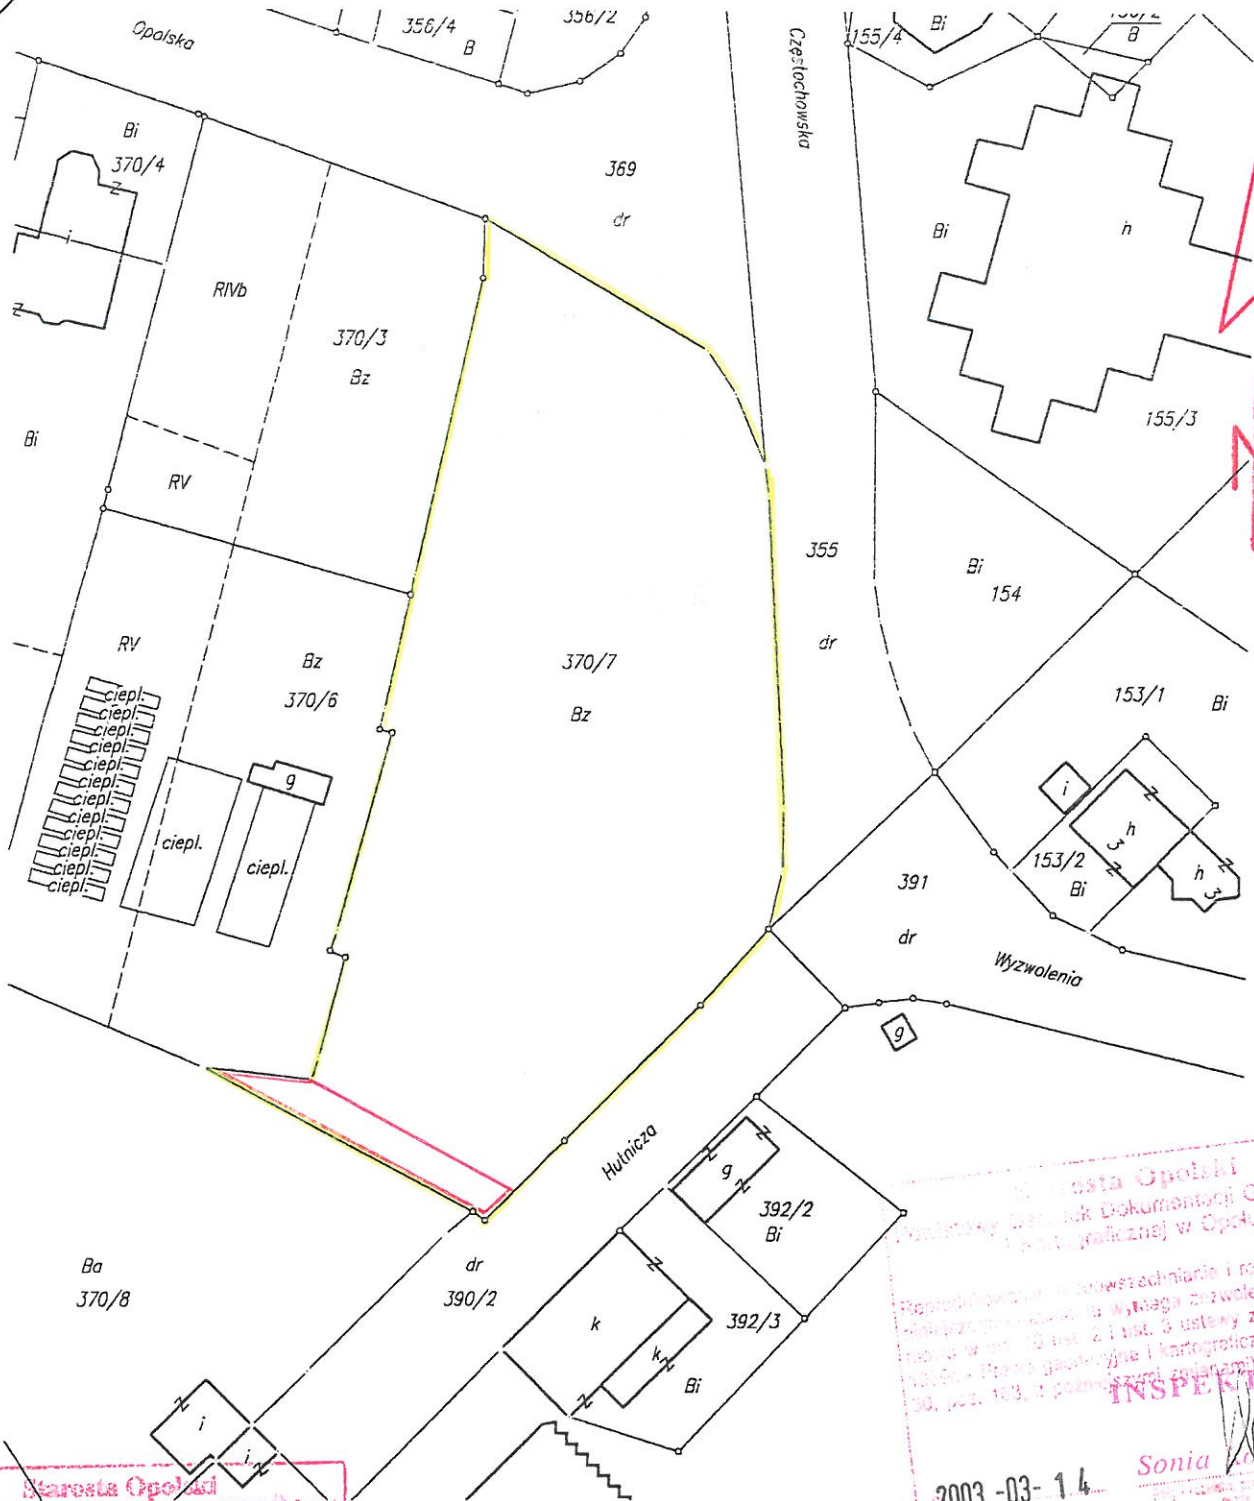 Opolska
356/4
B
356/2
Częstochowska
155/4
Bi
B
Bi
370/4
i
369
dr
Bi
h
RIVb
370/3
Bz
155/3
Bi
RV
355
dr
Bi
154
RV
Bz
370/6
370/7
Bz
153/1
Bi
ciepl.
ciepl.
ciepl.
ciepl.
ciepl.
ciepl.
ciepl.
ciepl.
ciepl.
ciepl.
ciepl.
ciepl.
ciepl.
g
i
h
3
153/2
Bi
h
3
391
dr
Wyzwolenia
g
Hutnicza
g
392/2
Bi
Ba
370/8
dr
390/2
k
k
392/3
Bi
i
i
Starosta Opolski
Starosta Opolski
Sonia
2003 -03- 14